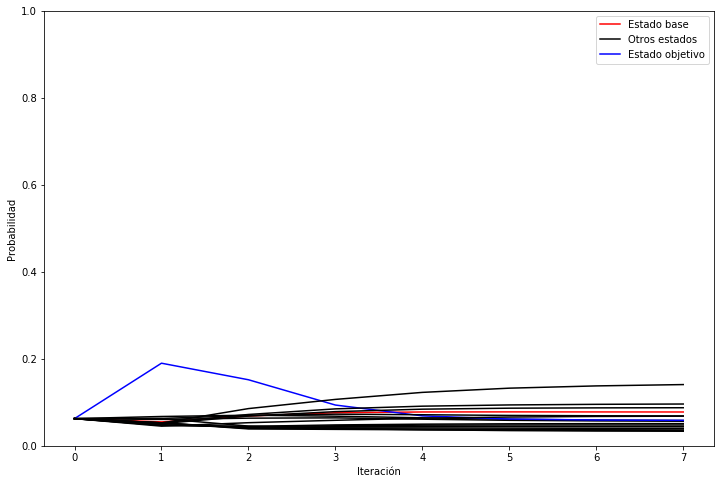 1.0
0.8
0.6
0.4
0.2
0.0
Probabilidad
0 1 2 3 4 5 6 7
Iteración
Estado base
Otros estados
Estado objetivo